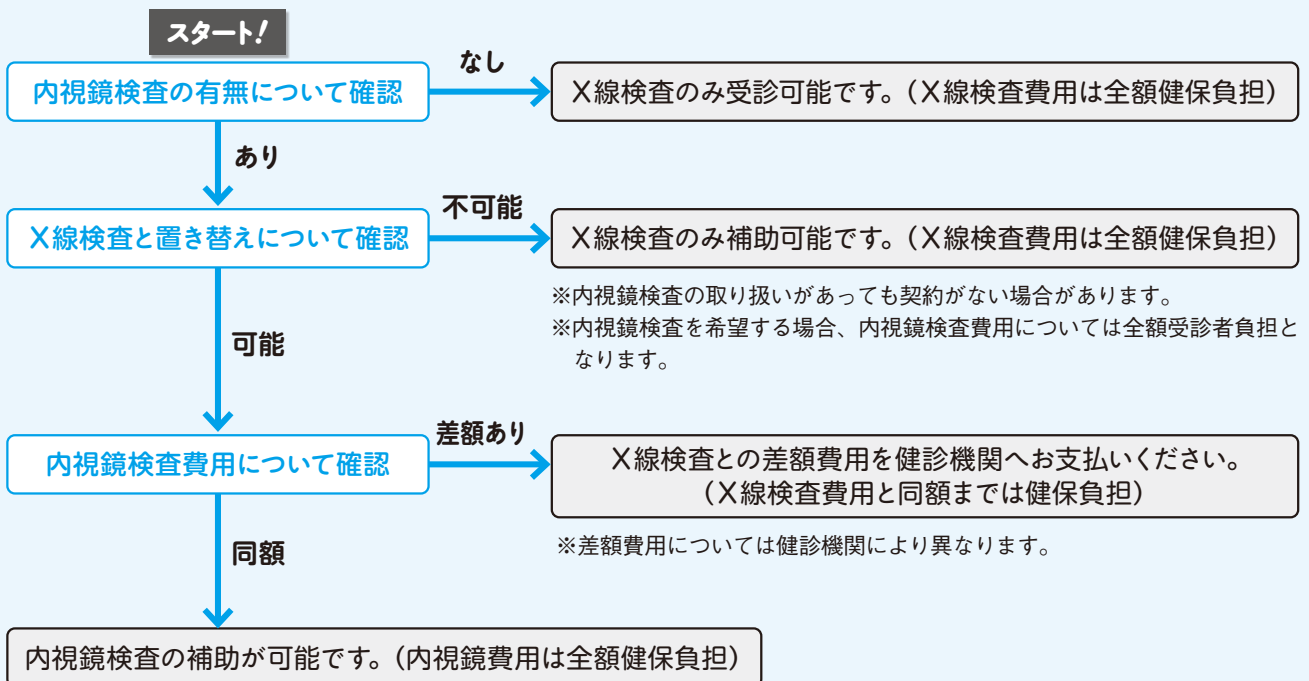 スタート!
内視鏡検査の有無について確認
なし
X線検査のみ受診可能です。（X線検査費用は全額健保負担）
あり
X線検査と置き替えについて確認
不可能
X線検査のみ補助可能です。（X線検査費用は全額健保負担）
※内視鏡検査の取り扱いがあっても契約がない場合があります。
※内視鏡検査を希望する場合、内視鏡検査費用については全額受診者負担と
なります。
可能
内視鏡検査費用について確認
差額あり
X線検査との差額費用を健診機関へお支払いください。
（X線検査費用と同額までは健保負担）
※差額費用については健診機関により異なります。
同額
内視鏡検査の補助が可能です。（内視鏡費用は全額健保負担）